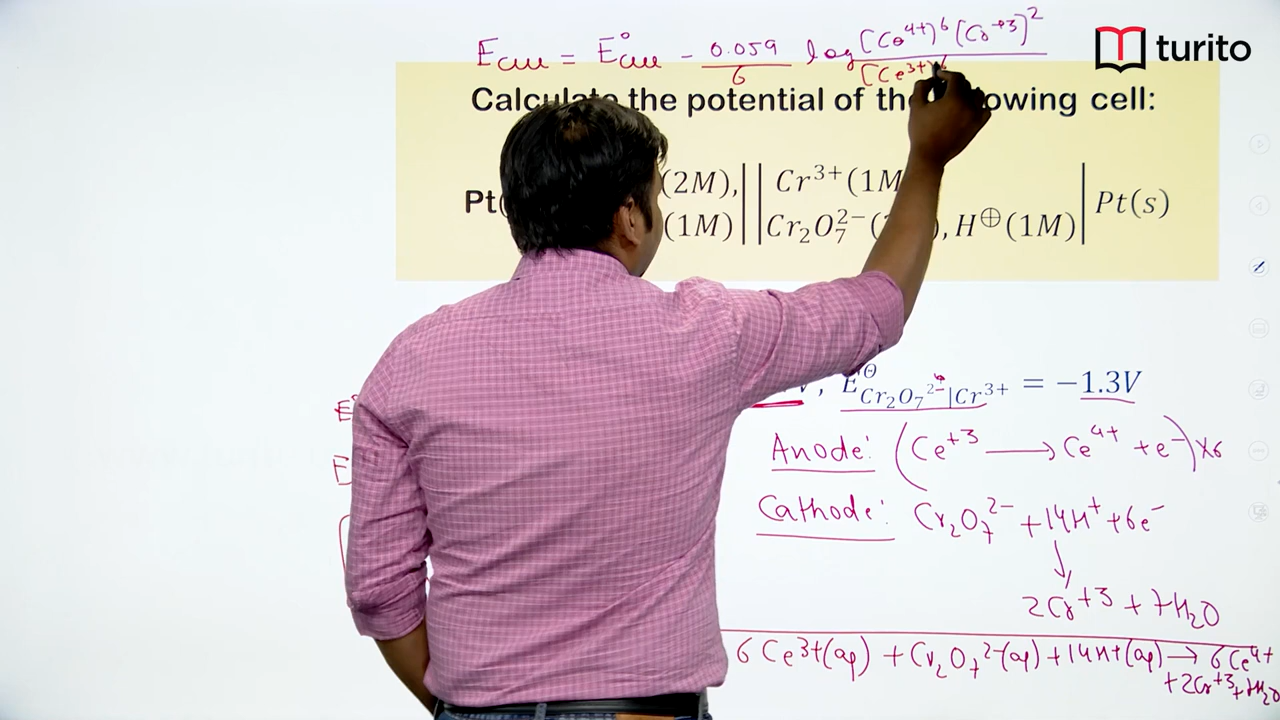 E_cell = E°_cell - 0.059/6 log [Ce⁴⁺]⁶ [Cr⁺³]² / [Ce³⁺]⁶
turito
Calculate the potential of the owing cell:
Pt( (2M), || Cr³⁺(1M | Pt(s)
(1M) || Cr₂O₇²⁻( ), H⊕(1M)
V, E^Θ Cr₂O₇²⁻|Cr³⁺ = −1.3V
E°
Anode: (Ce⁺³ ⟶ Ce⁴⁺ + e⁻) × 6
E
Cathode: Cr₂O₇²⁻ + 14H⁺ + 6e⁻
↓
2Cr⁺³ + 7H₂O
6Ce³⁺(aq) + Cr₂O₇²⁻(aq) + 14H⁺(aq) → 6Ce⁴⁺
+ 2Cr⁺³ + 7H₂O